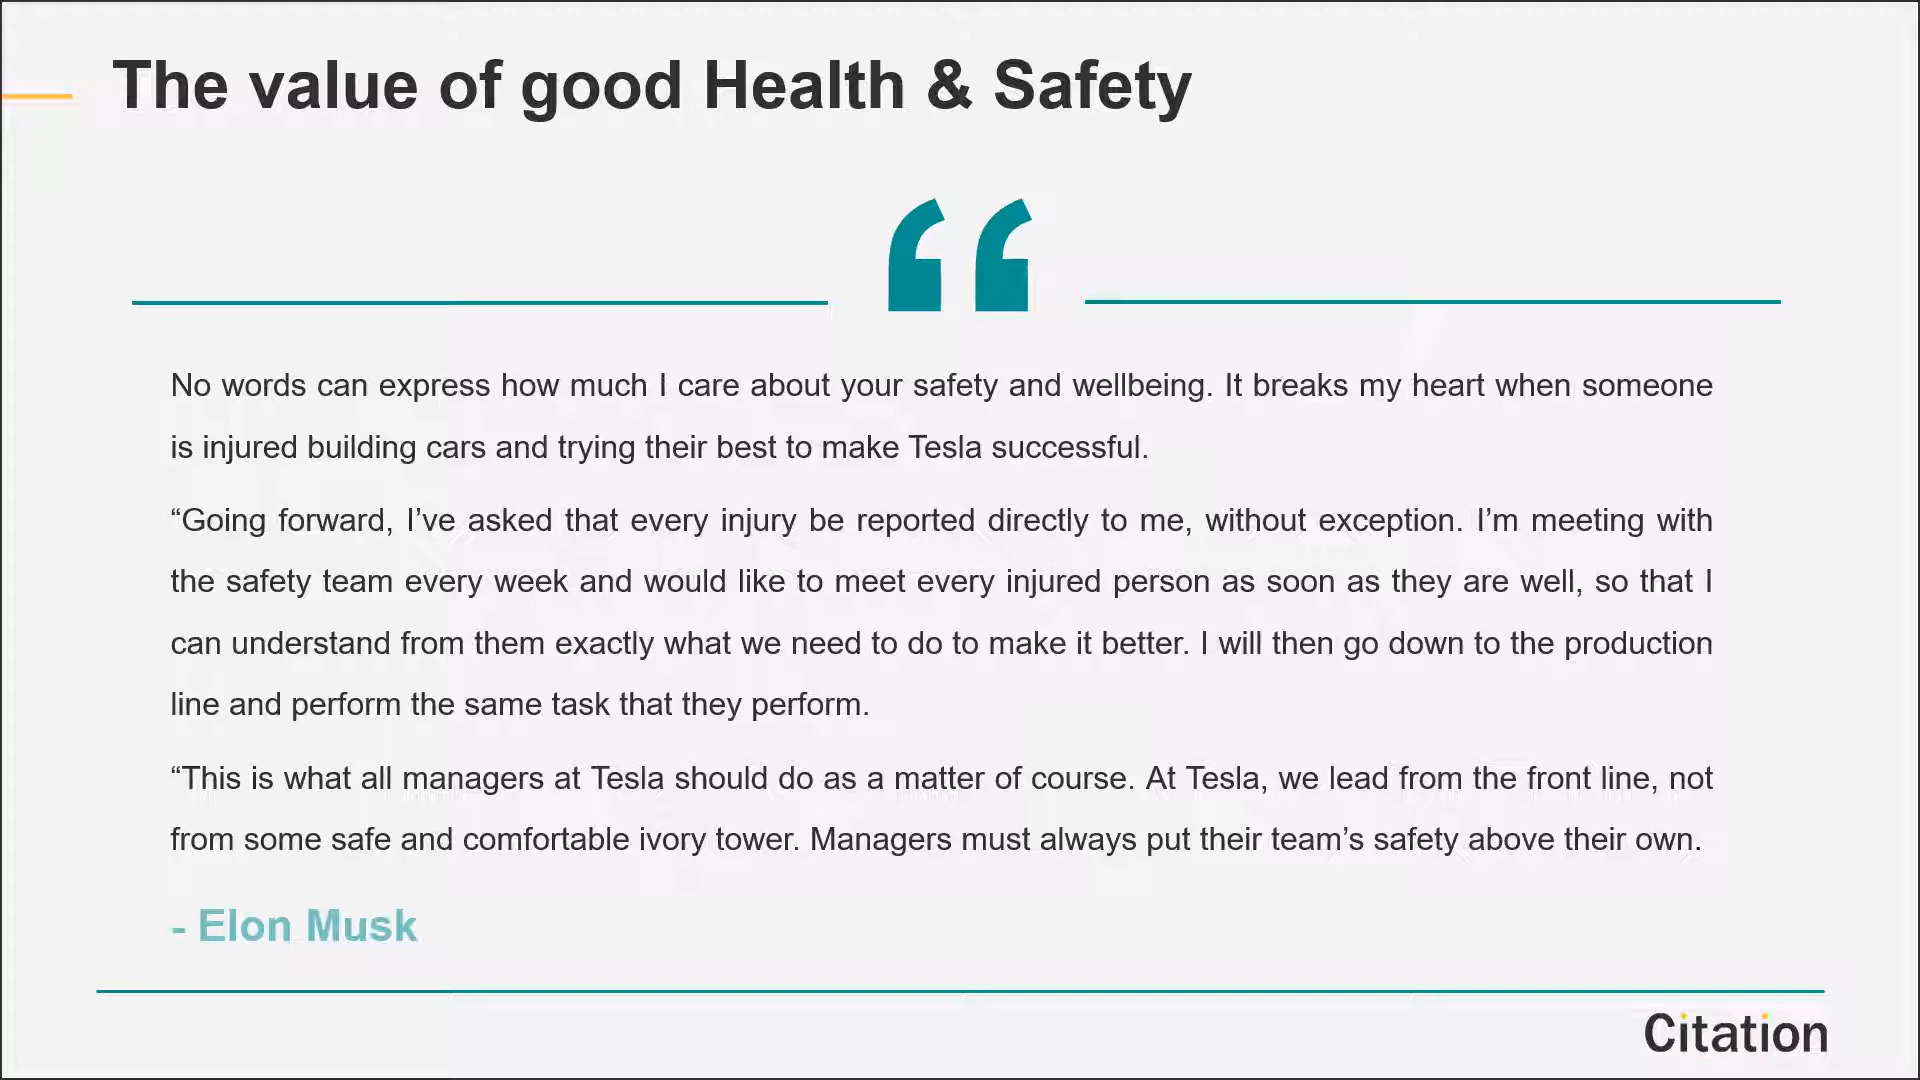 The value of good Health & Safety
“
No words can express how much I care about your safety and wellbeing. It breaks my heart when someone
is injured building cars and trying their best to make Tesla successful.
“Going forward, I’ve asked that every injury be reported directly to me, without exception. I’m meeting with
the safety team every week and would like to meet every injured person as soon as they are well, so that I
can understand from them exactly what we need to do to make it better. I will then go down to the production
line and perform the same task that they perform.
“This is what all managers at Tesla should do as a matter of course. At Tesla, we lead from the front line, not
from some safe and comfortable ivory tower. Managers must always put their team’s safety above their own.
- Elon Musk
Citation